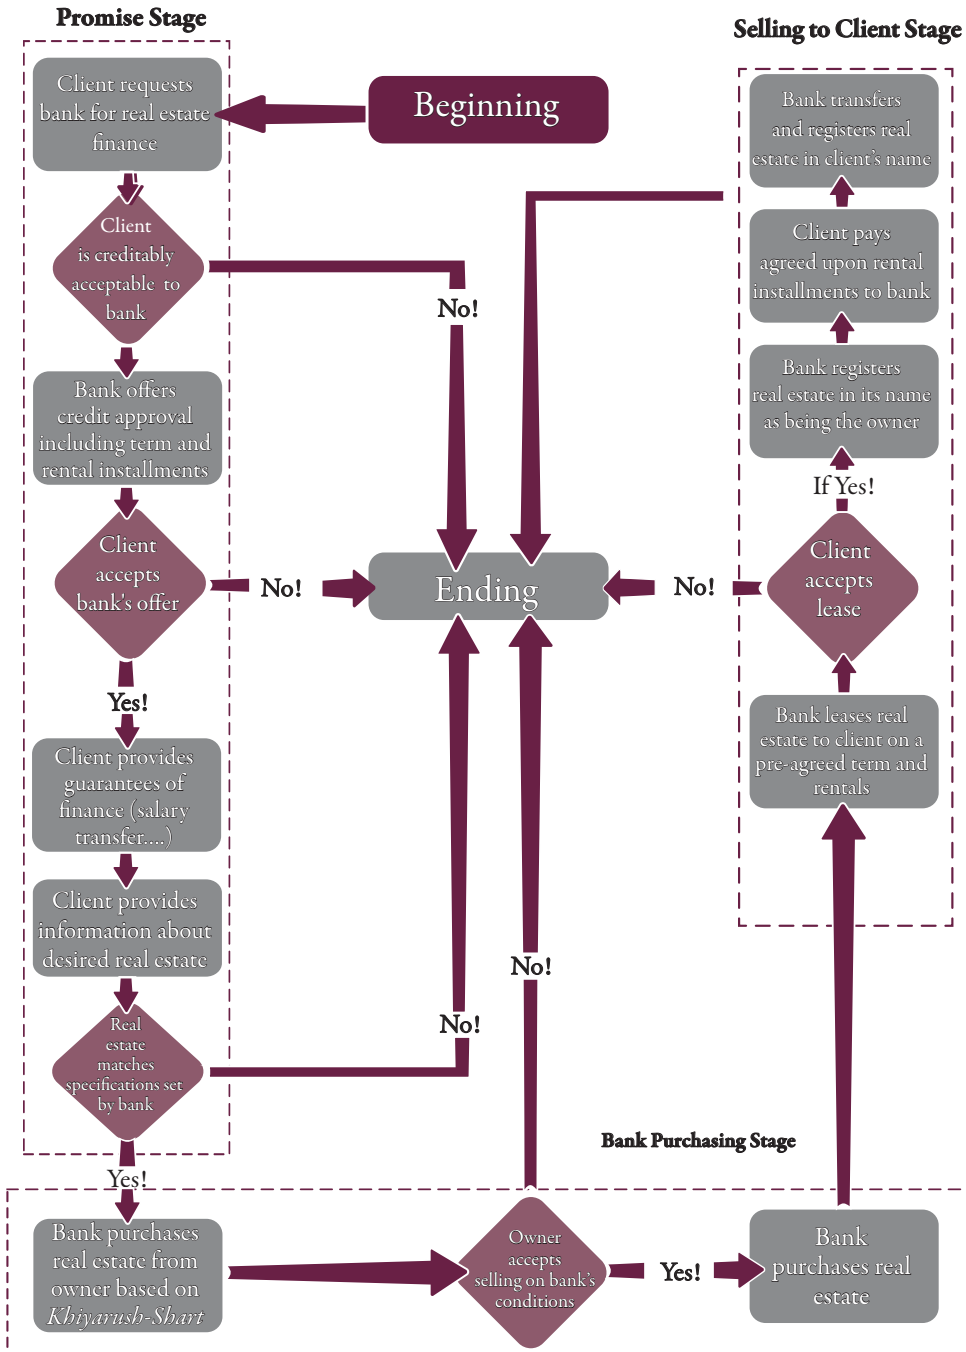 Promise Stage
Client requests
bank for real estate
finance
Beginning
Client
is creditably
acceptable to
bank
No!
Bank offers
credit approval
including term and
rental installments
Client
accepts
bank's offer
No!
Ending
Yes!
Client provides
guarantees of
finance (salary
transfer....)
Client provides
information about
desired real estate
Real
estate
matches
specifications set
by bank
No!
Yes!
Bank Purchasing Stage
Bank purchases
real estate from
owner based on
Khiyarush-Shart
Owner
accepts
selling on bank's
conditions
No!
Yes!
Bank
purchases real
estate
Selling to Client Stage
Bank transfers
and registers real
estate in client's name
Client pays
agreed upon rental
installments to bank
Bank registers
real estate in its name
as being the owner
If Yes!
Client
accepts
lease
No!
Bank leases real
estate to client on a
pre-agreed term and
rentals